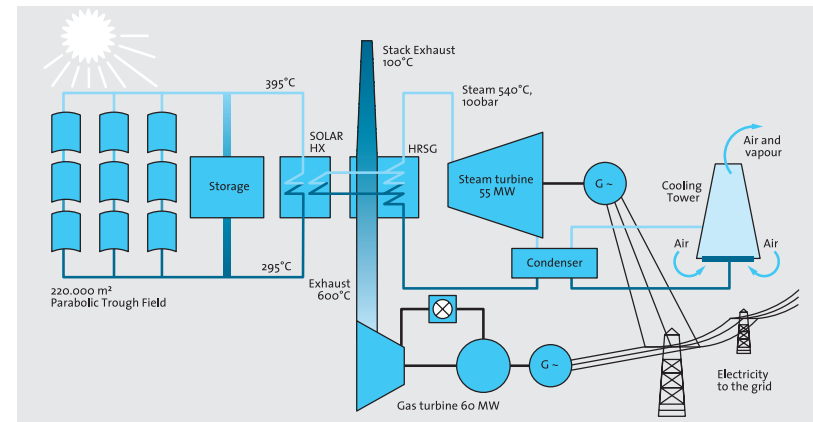 Stack Exhaust
100°C
395°C
Steam 540°C,
100bar
SOLAR
HX
HRSG
Air and
vapour
Storage
Steam turbine
55 MW
G ~
Cooling
Tower
Air
Air
Condenser
295°C
220.000 m²
Parabolic Trough Field
Exhaust
600°C
G ~
Gas turbine 60 MW
Electricity
to the grid